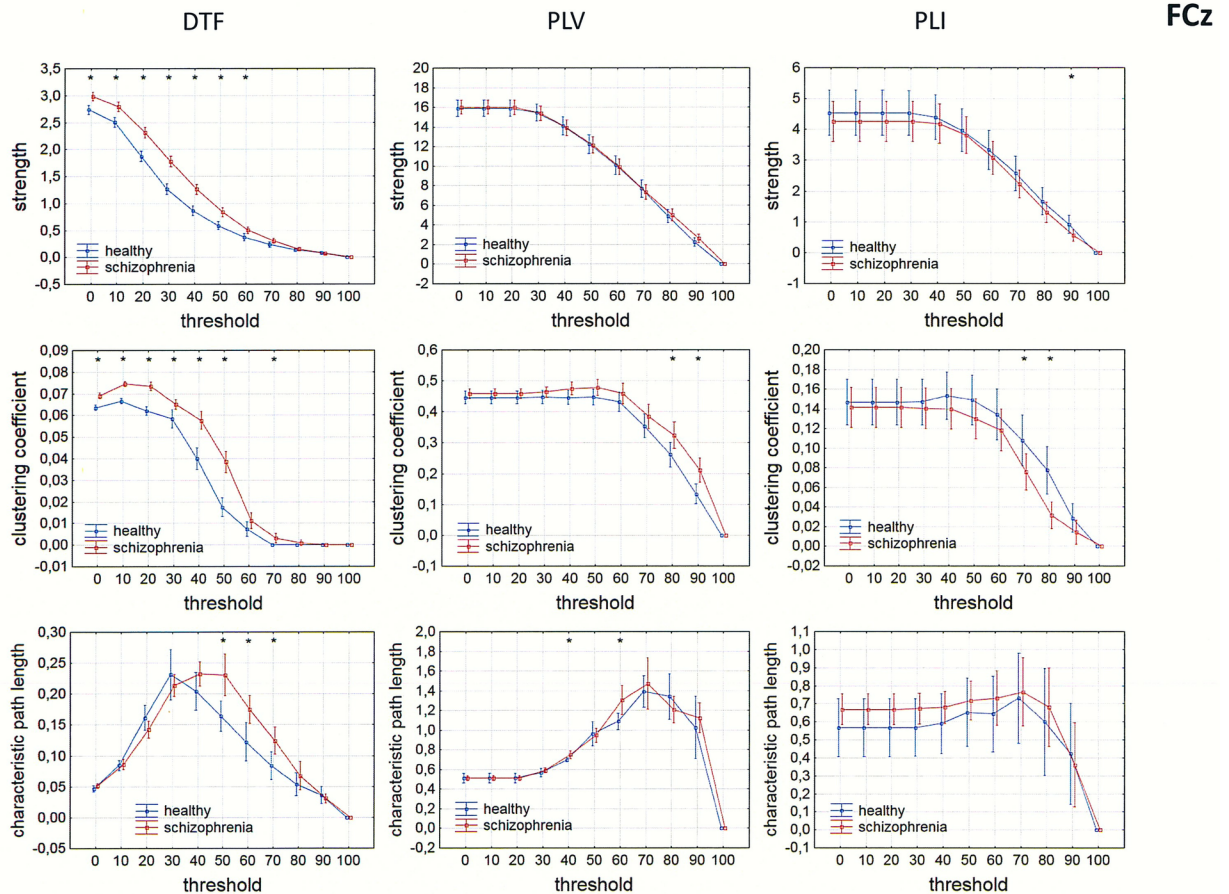 DTF PLV PLI FCz
* * * * * * *
3,5
3,0
2,5
2,0
1,5
1,0
0,5
0,0
-0,5
strength
healthy
schizophrenia
0 10 20 30 40 50 60 70 80 90 100
threshold
20
18
16
14
12
10
8
6
4
2
0
-2
strength
healthy
schizophrenia
0 10 20 30 40 50 60 70 80 90 100
threshold
*
6
5
4
3
2
1
0
-1
strength
healthy
schizophrenia
0 10 20 30 40 50 60 70 80 90 100
threshold
* * * * * * *
0,09
0,08
0,07
0,06
0,05
0,04
0,03
0,02
0,01
0,00
-0,01
clustering coefficient
healthy
schizophrenia
0 10 20 30 40 50 60 70 80 90 100
threshold
* *
0,6
0,5
0,4
0,3
0,2
0,1
0,0
-0,1
clustering coefficient
healthy
schizophrenia
0 10 20 30 40 50 60 70 80 90 100
threshold
* *
0,20
0,18
0,16
0,14
0,12
0,10
0,08
0,06
0,04
0,02
0,00
-0,02
clustering coefficient
healthy
schizophrenia
0 10 20 30 40 50 60 70 80 90 100
threshold
* * *
0,30
0,25
0,20
0,15
0,10
0,05
0,00
-0,05
characteristic path length
healthy
schizophrenia
0 10 20 30 40 50 60 70 80 90 100
threshold
* *
2,0
1,8
1,6
1,4
1,2
1,0
0,8
0,6
0,4
0,2
0,0
-0,2
characteristic path length
healthy
schizophrenia
0 10 20 30 40 50 60 70 80 90 100
threshold
1,1
1,0
0,9
0,8
0,7
0,6
0,5
0,4
0,3
0,2
0,1
0,0
-0,1
characteristic path length
healthy
schizophrenia
0 10 20 30 40 50 60 70 80 90 100
threshold